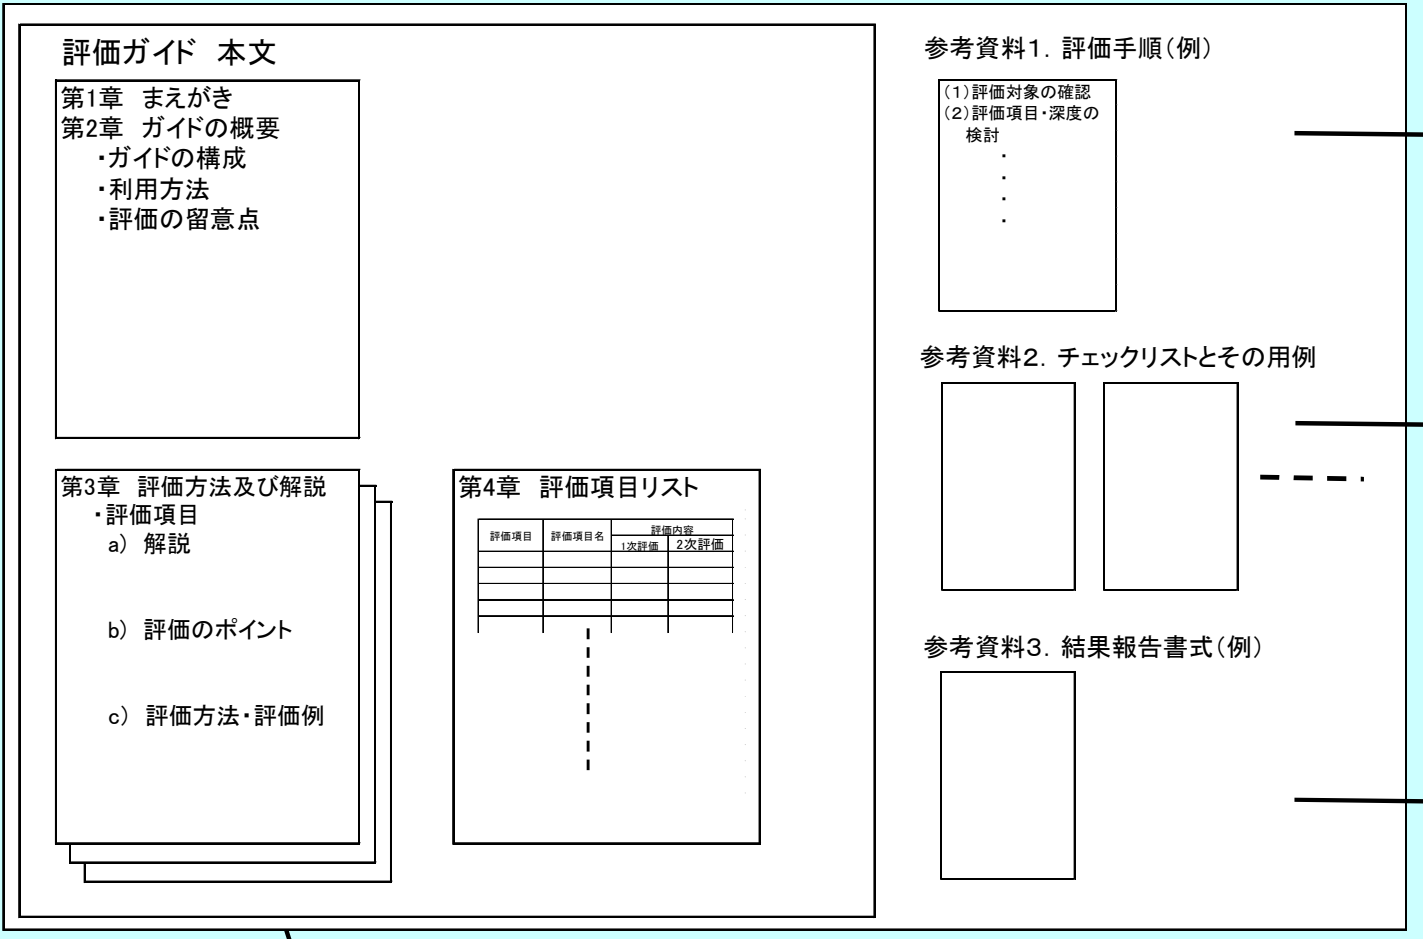 評価ガイド　本文
第1章　まえがき
第2章　ガイドの概要
・ガイドの構成
・利用方法
・評価の留意点
第3章　評価方法及び解説
・評価項目
a)　解説
b)　評価のポイント
c)　評価方法・評価例
第4章　評価項目リスト
評価項目　評価項目名　評価内容
1次評価　2次評価
参考資料1．評価手順（例）
（1）評価対象の確認
（2）評価項目・深度の
検討
・
・
・
・
参考資料2．チェックリストとその用例
参考資料3．結果報告書式（例）